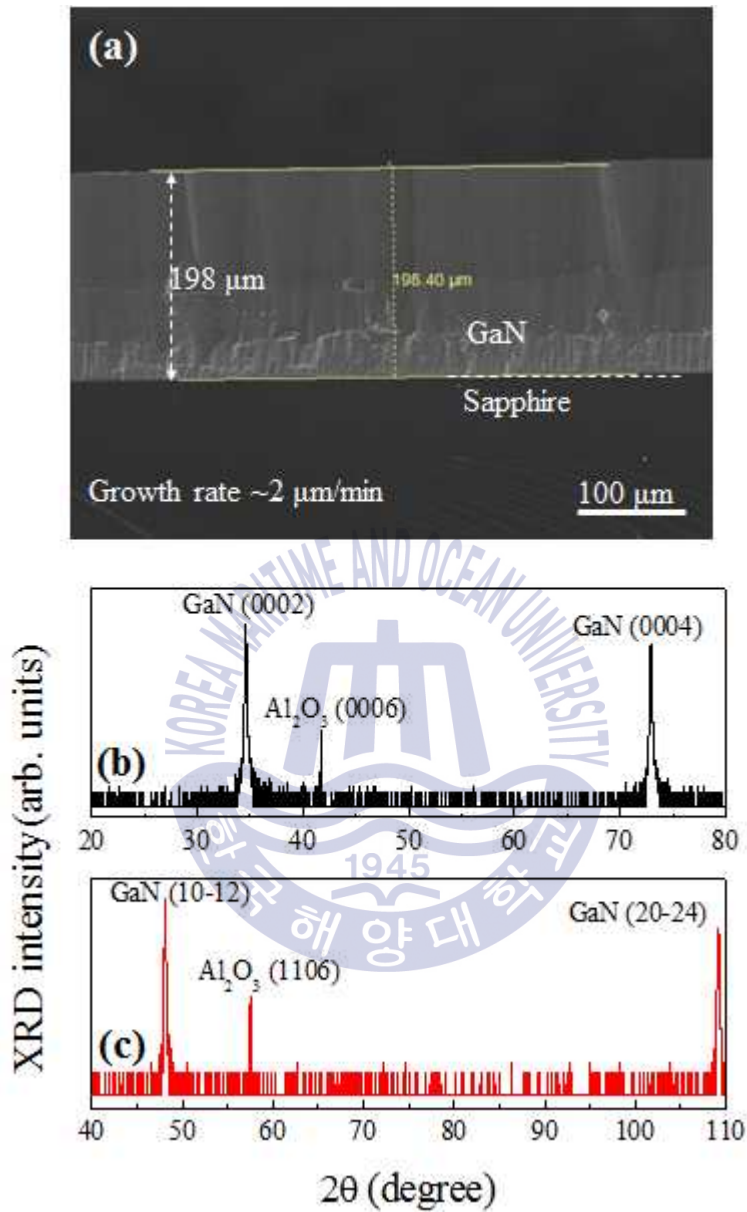 (a)
198 μm
198.40 μm
GaN
Sapphire
Growth rate ~2 μm/min
100 μm
KOREA MARITIME AND OCEAN UNIVERSITY
1945
한국해양대학교
XRD intensity (arb. units)
GaN (0002)
GaN (0004)
Al₂O₃ (0006)
(b)
20 30 40 50 60 70 80
GaN (10-12)
GaN (20-24)
Al₂O₃ (1106)
(c)
40 50 60 70 80 90 100 110
2θ (degree)